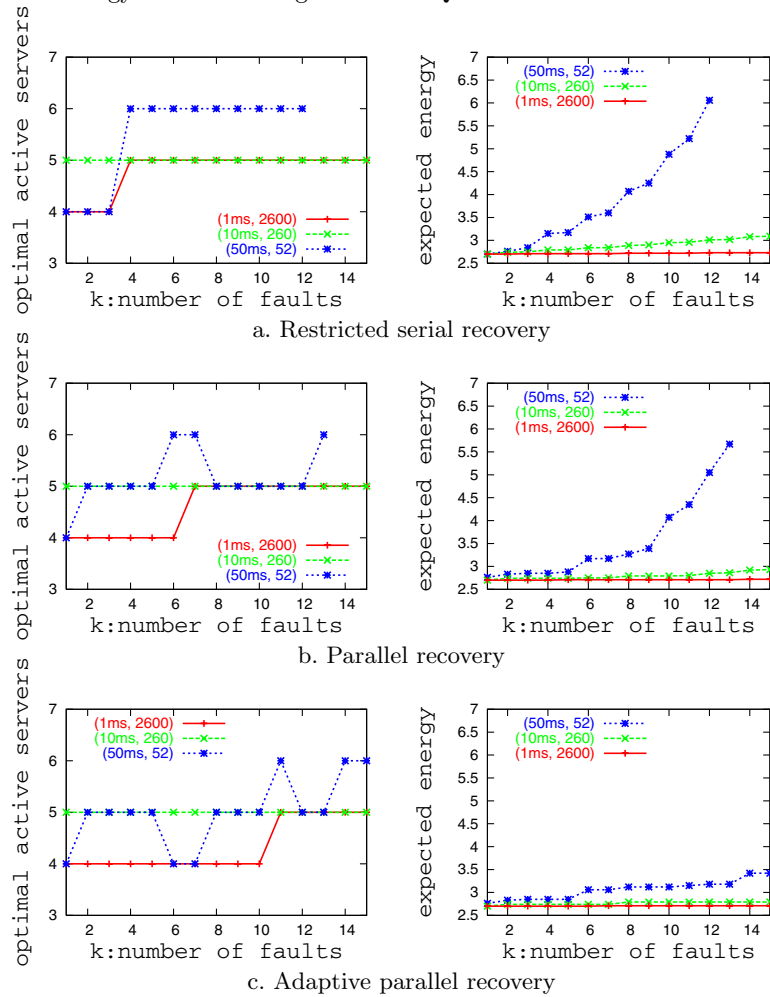 optimal active servers
7
6
5
4
3
2 4 6 8 10 12 14
k:number of faults
(1ms, 2600)
(10ms, 260)
(50ms, 52)
expected energy
7
6.5
6
5.5
5
4.5
4
3.5
3
2.5
2 4 6 8 10 12 14
k:number of faults
(50ms, 52)
(10ms, 260)
(1ms, 2600)
a. Restricted serial recovery
optimal active servers
7
6
5
4
3
2 4 6 8 10 12 14
k:number of faults
(1ms, 2600)
(10ms, 260)
(50ms, 52)
expected energy
7
6.5
6
5.5
5
4.5
4
3.5
3
2.5
2 4 6 8 10 12 14
k:number of faults
(50ms, 52)
(10ms, 260)
(1ms, 2600)
b. Parallel recovery
optimal active servers
7
6
5
4
3
2 4 6 8 10 12 14
k:number of faults
(1ms, 2600)
(10ms, 260)
(50ms, 52)
expected energy
7
6.5
6
5.5
5
4.5
4
3.5
3
2.5
2 4 6 8 10 12 14
k:number of faults
(50ms, 52)
(10ms, 260)
(1ms, 2600)
c. Adaptive parallel recovery